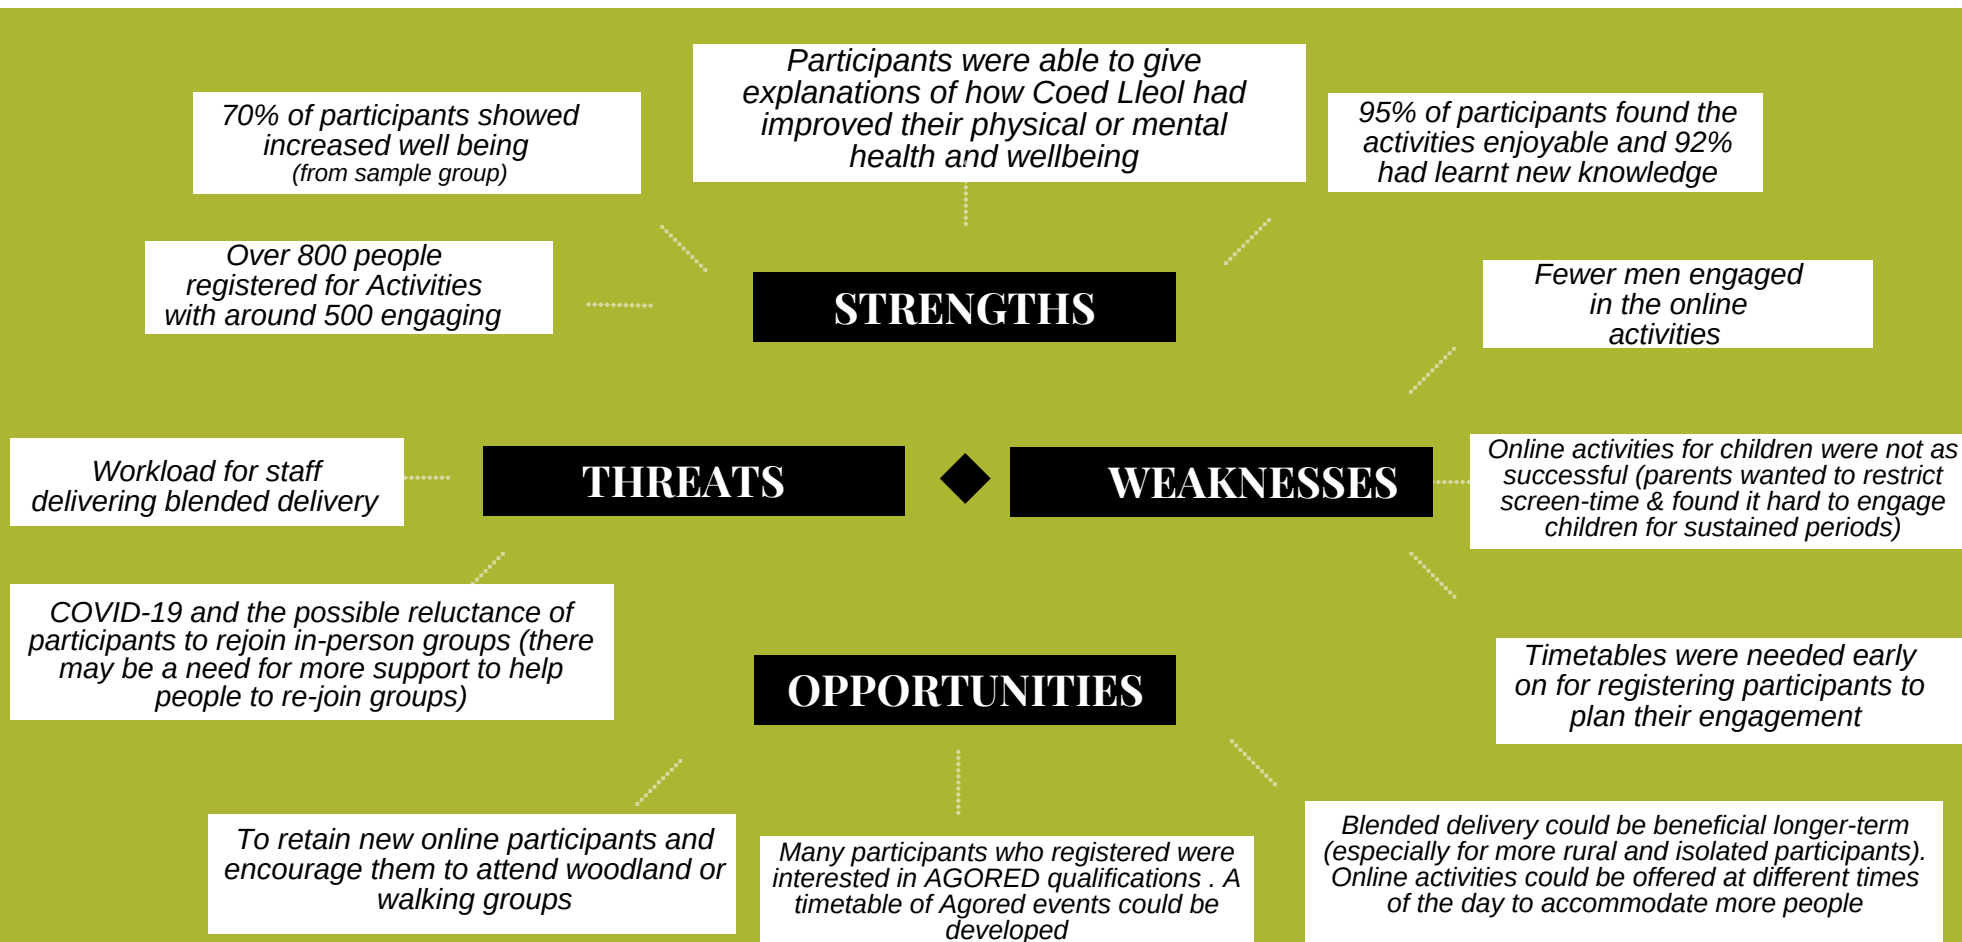 Participants were able to give
explanations of how Coed Lleol had
improved their physical or mental
health and wellbeing
70% of participants showed
increased well being
(from sample group)
95% of participants found the
activities enjoyable and 92%
had learnt new knowledge
Over 800 people
registered for Activities
with around 500 engaging
STRENGTHS
Fewer men engaged
in the online
activities
Workload for staff
delivering blended delivery
THREATS
WEAKNESSES
Online activities for children were not as
successful (parents wanted to restrict
screen-time & found it hard to engage
children for sustained periods)
COVID-19 and the possible reluctance of
participants to rejoin in-person groups (there
may be a need for more support to help
people to re-join groups)
OPPORTUNITIES
Timetables were needed early
on for registering participants to
plan their engagement
To retain new online participants and
encourage them to attend woodland or
walking groups
Many participants who registered were
interested in AGORED qualifications . A
timetable of Agored events could be
developed
Blended delivery could be beneficial longer-term
(especially for more rural and isolated participants).
Online activities could be offered at different times
of the day to accommodate more people